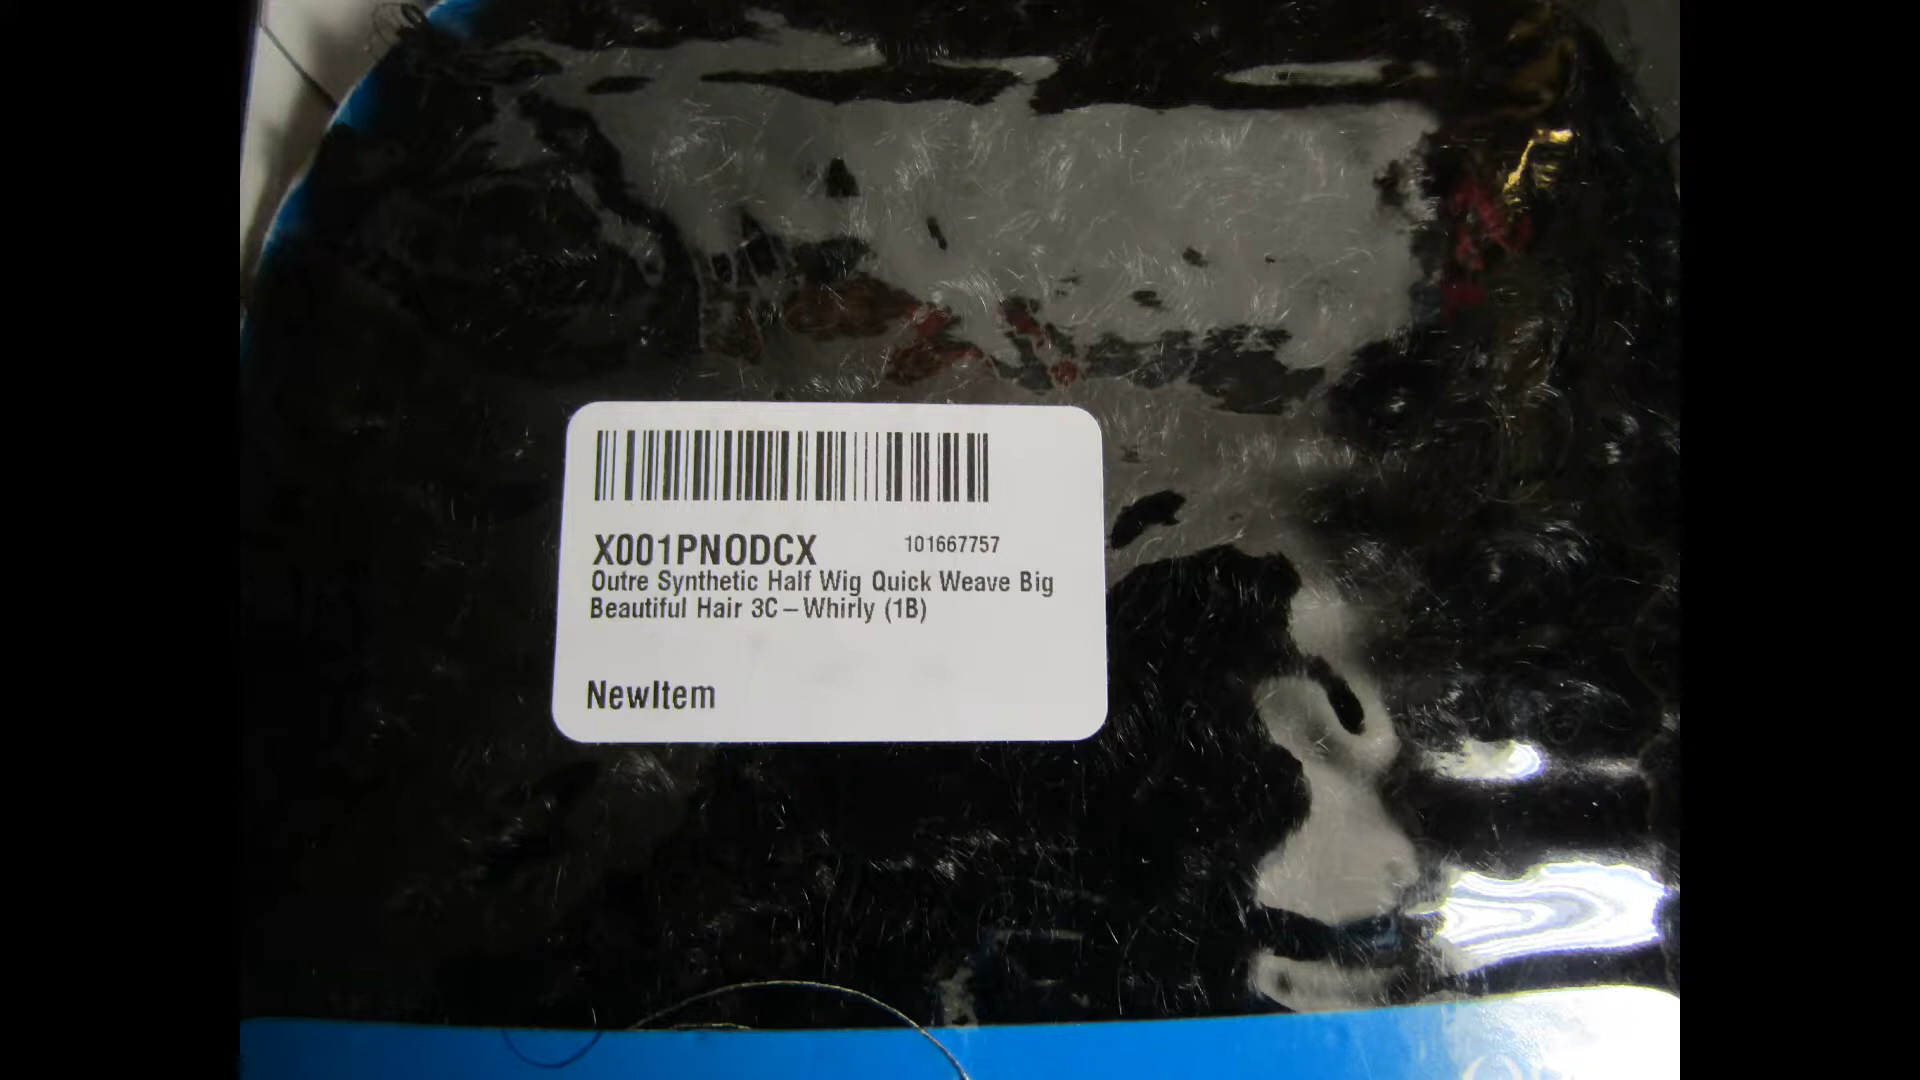 X001PNODCX 101667757
Outre Synthetic Half Wig Quick Weave Big
Beautiful Hair 3C-Whirly (1B)
NewItem